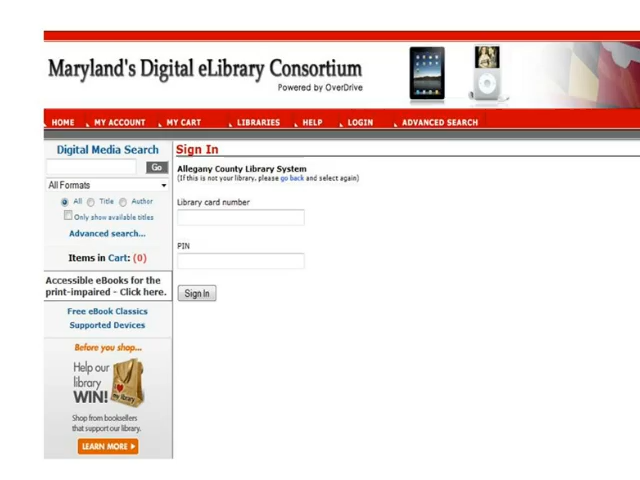 Maryland's Digital eLibrary Consortium
Powered by OverDrive
HOME MY ACCOUNT MY CART LIBRARIES HELP LOGIN ADVANCED SEARCH
Digital Media Search
Go
All Formats
All Title Author
Only show available titles
Advanced search...
Items in Cart: (0)
Accessible eBooks for the
print-impaired - Click here.
Free eBook Classics
Supported Devices
Before you shop...
Help our
library
WIN!
I my library
Shop from booksellers
that support our library.
LEARN MORE
Sign In
Allegany County Library System
(If this is not your library, please go back and select again)
Library card number
PIN
Sign In